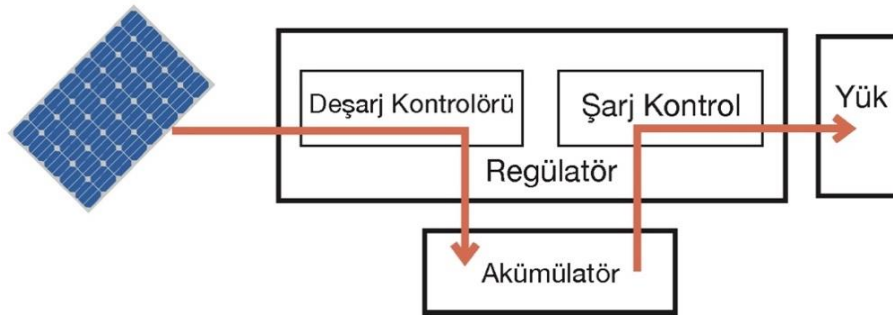 Deşarj Kontrolörü
Şarj Kontrol
Yük
Regülatör
Akümülatör